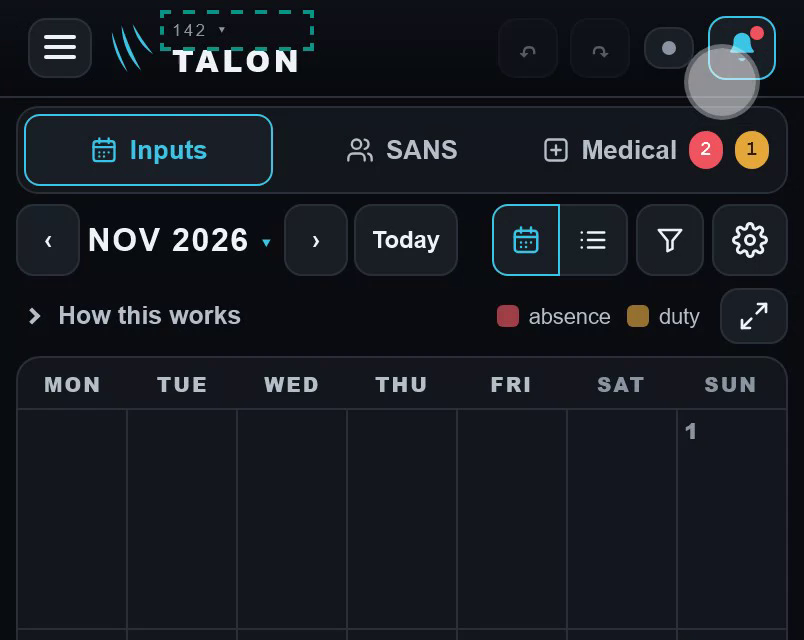 142 ▾
TALON
Inputs
SANS
Medical 2 1
‹ NOV 2026 ▾ › Today
How this works
absence
duty
MON TUE WED THU FRI SAT SUN
1